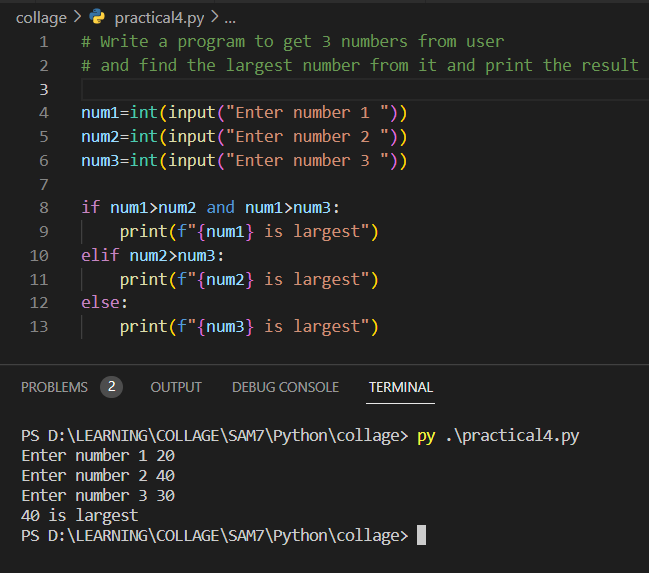 collage > practical4.py > ...
1 # Write a program to get 3 numbers from user
2 # and find the largest number from it and print the result
3
4 num1=int(input("Enter number 1 "))
5 num2=int(input("Enter number 2 "))
6 num3=int(input("Enter number 3 "))
7
8 if num1>num2 and num1>num3:
9     print(f"{num1} is largest")
10 elif num2>num3:
11     print(f"{num2} is largest")
12 else:
13     print(f"{num3} is largest")
PROBLEMS 2 OUTPUT DEBUG CONSOLE TERMINAL
PS D:\LEARNING\COLLAGE\SAM7\Python\collage> py .\practical4.py
Enter number 1 20
Enter number 2 40
Enter number 3 30
40 is largest
PS D:\LEARNING\COLLAGE\SAM7\Python\collage>